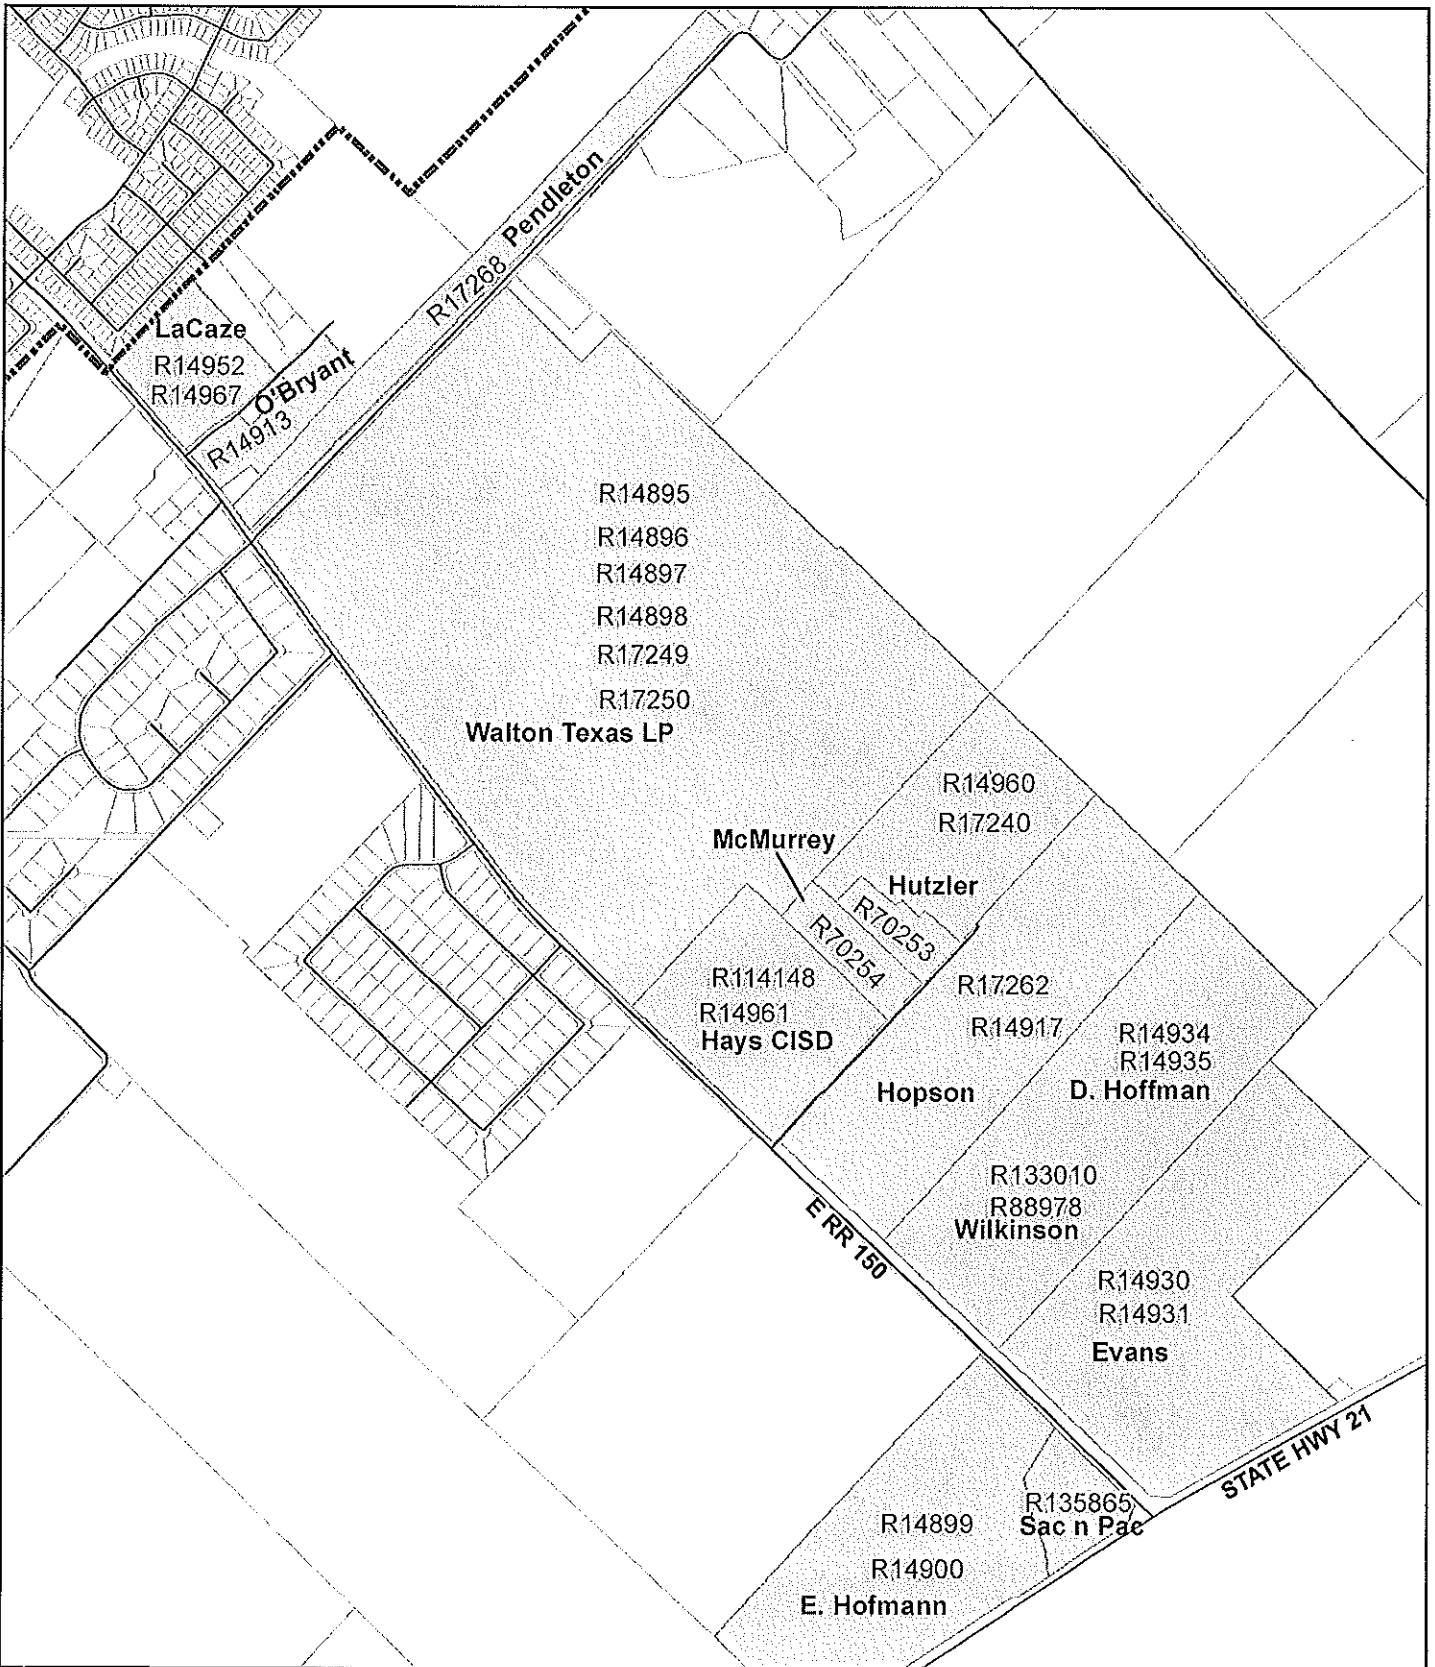 Pendleton
R17268
LaCaze
R14952
R14967
O'Bryant
R14913
R14895
R14896
R14897
R14898
R17249
R17250
Walton Texas LP
R14960
R17240
McMurrey
Hutzler
R70253
R70254
R114148
R14961
Hays CISD
R17262
R14917
Hopson
R14934
R14935
D. Hoffman
R133010
R88978
Wilkinson
E RR 150
R14930
R14931
Evans
STATE HWY 21
R135865
Sac n Pac
R14899
R14900
E. Hofmann